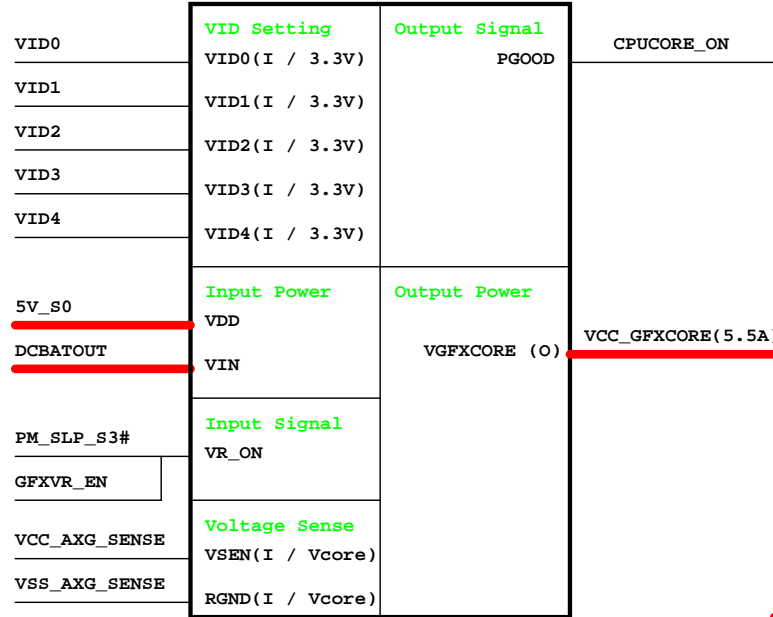 VID0
VID1
VID2
VID3
VID4
5V_S0
DCBATOUT
PM_SLP_S3#
GFXVR_EN
VCC_AXG_SENSE
VSS_AXG_SENSE
VID Setting
VID0(I / 3.3V)
VID1(I / 3.3V)
VID2(I / 3.3V)
VID3(I / 3.3V)
VID4(I / 3.3V)
Input Power
VDD
VIN
Input Signal
VR_ON
Voltage Sense
VSEN(I / Vcore)
RGND(I / Vcore)
Output Signal
PGOOD
Output Power
VGFXCORE (O)
CPUCORE_ON
VCC_GFXCORE(5.5A)